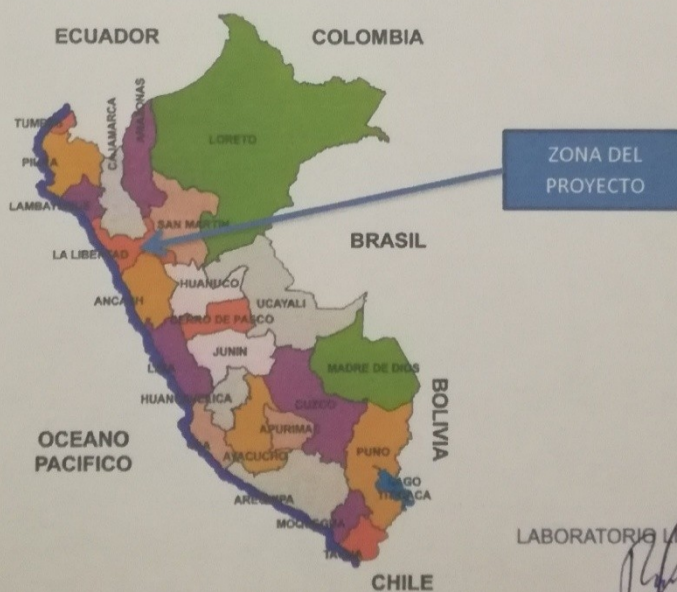 ECUADOR
COLOMBIA
TUMBES
CAJAMARCA
AMAZONAS
LORETO
PIURA
ZONA DEL
PROYECTO
LAMBAYEQUE
SAN MARTIN
BRASIL
LA LIBERTAD
HUANUCO
ANCASH
UCAYALI
CERRO DE PASCO
JUNIN
LIMA
MADRE DE DIOS
HUANCAVELICA
CUZCO
BOLIVIA
APURIMAC
OCEANO
PACIFICO
ICA
AYACUCHO
PUNO
LAGO
TITICACA
AREQUIPA
MOQUEGUA
LABORATORIO
TACNA
CHILE